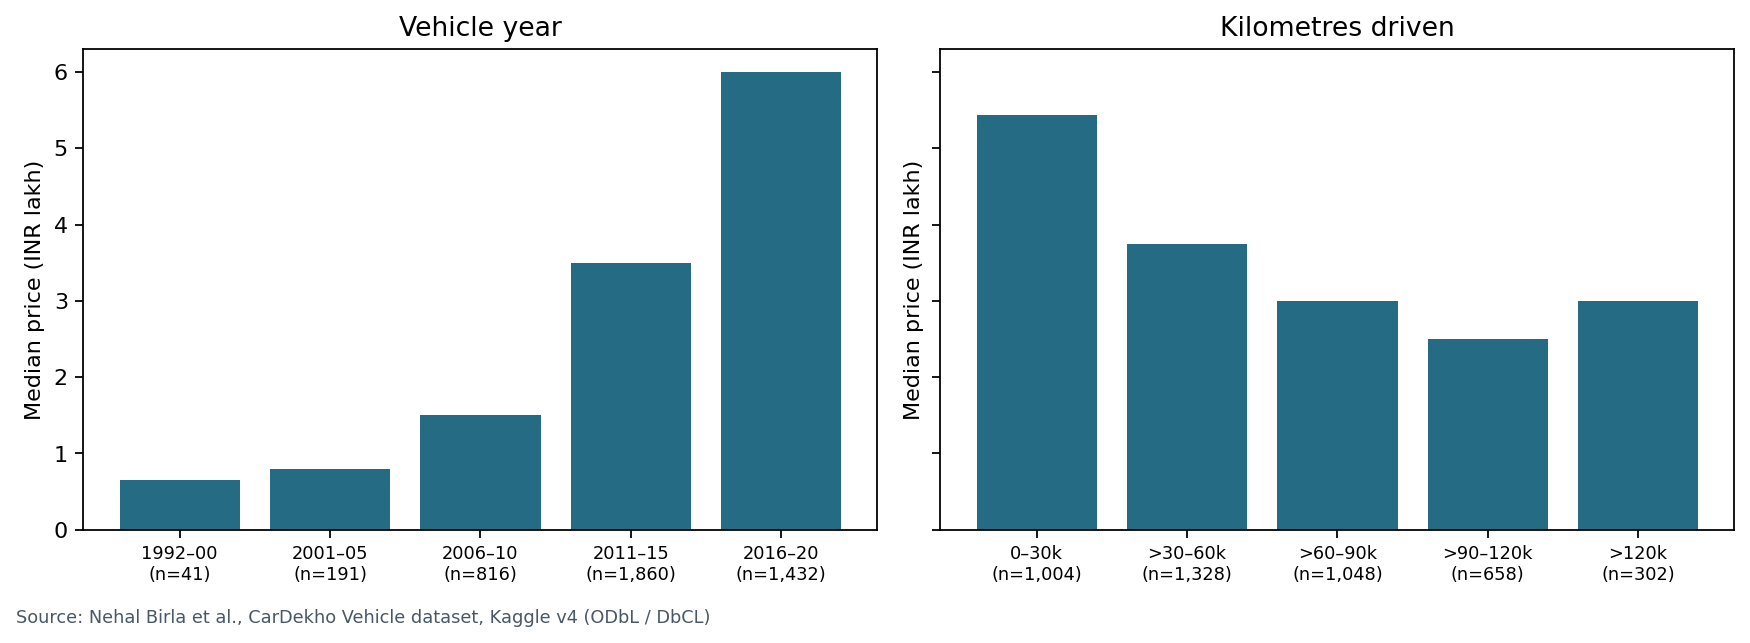 Vehicle year
Median price (INR lakh)
6
5
4
3
2
1
0
1992–00
(n=41)
2001–05
(n=191)
2006–10
(n=816)
2011–15
(n=1,860)
2016–20
(n=1,432)
Kilometres driven
Median price (INR lakh)
0–30k
(n=1,004)
>30–60k
(n=1,328)
>60–90k
(n=1,048)
>90–120k
(n=658)
>120k
(n=302)
Source: Nehal Birla et al., CarDekho Vehicle dataset, Kaggle v4 (ODbL / DbCL)